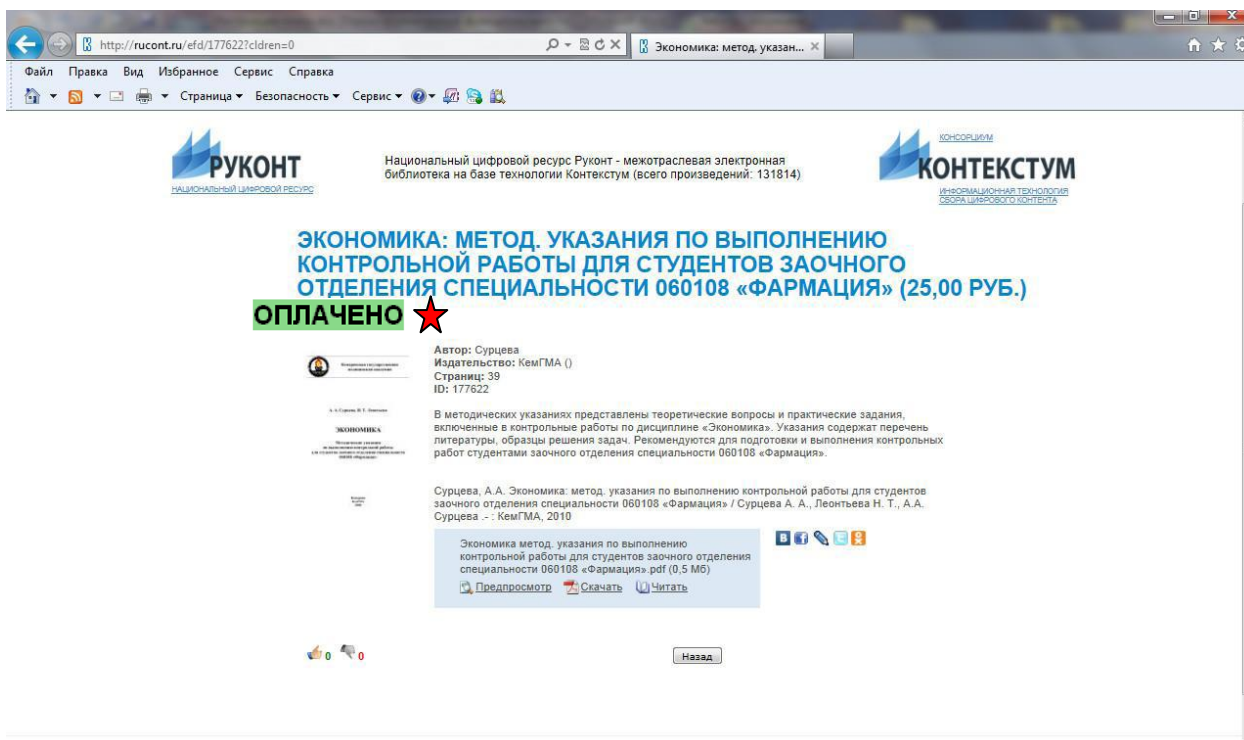 http://rucont.ru/efd/177622?cldren=0
Экономика: метод. указан...
Файл Правка Вид Избранное Сервис Справка
Страница Безопасность Сервис
РУКОНТ
НАЦИОНАЛЬНЫЙ ЦИФРОВОЙ РЕСУРС
Национальный цифровой ресурс Руконт - межотраслевая электронная
библиотека на базе технологии Контекстум (всего произведений: 131814)
КОНСОРЦИУМ
КОНТЕКСТУМ
ИНФОРМАЦИОННАЯ ТЕХНОЛОГИЯ
СБОРА ЦИФРОВОГО КОНТЕНТА
ЭКОНОМИКА: МЕТОД. УКАЗАНИЯ ПО ВЫПОЛНЕНИЮ
КОНТРОЛЬНОЙ РАБОТЫ ДЛЯ СТУДЕНТОВ ЗАОЧНОГО
ОТДЕЛЕНИЯ СПЕЦИАЛЬНОСТИ 060108 «ФАРМАЦИЯ» (25,00 РУБ.)
ОПЛАЧЕНО
ЭКОНОМИКА
Автор: Сурцева
Издательство: КемГМА ()
Страниц: 39
ID: 177622
В методических указаниях представлены теоретические вопросы и практические задания,
включенные в контрольные работы по дисциплине «Экономика». Указания содержат перечень
литературы, образцы решения задач. Рекомендуются для подготовки и выполнения контрольных
работ студентами заочного отделения специальности 060108 «Фармация».
Сурцева, А.А. Экономика: метод. указания по выполнению контрольной работы для студентов
заочного отделения специальности 060108 «Фармация» / Сурцева А. А., Леонтьева Н. Т., А.А.
Сурцева .- : КемГМА, 2010
Экономика метод. указания по выполнению
контрольной работы для студентов заочного отделения
специальности 060108 «Фармация».pdf (0,5 Мб)
Предпросмотр Скачать Читать
0 0
Назад